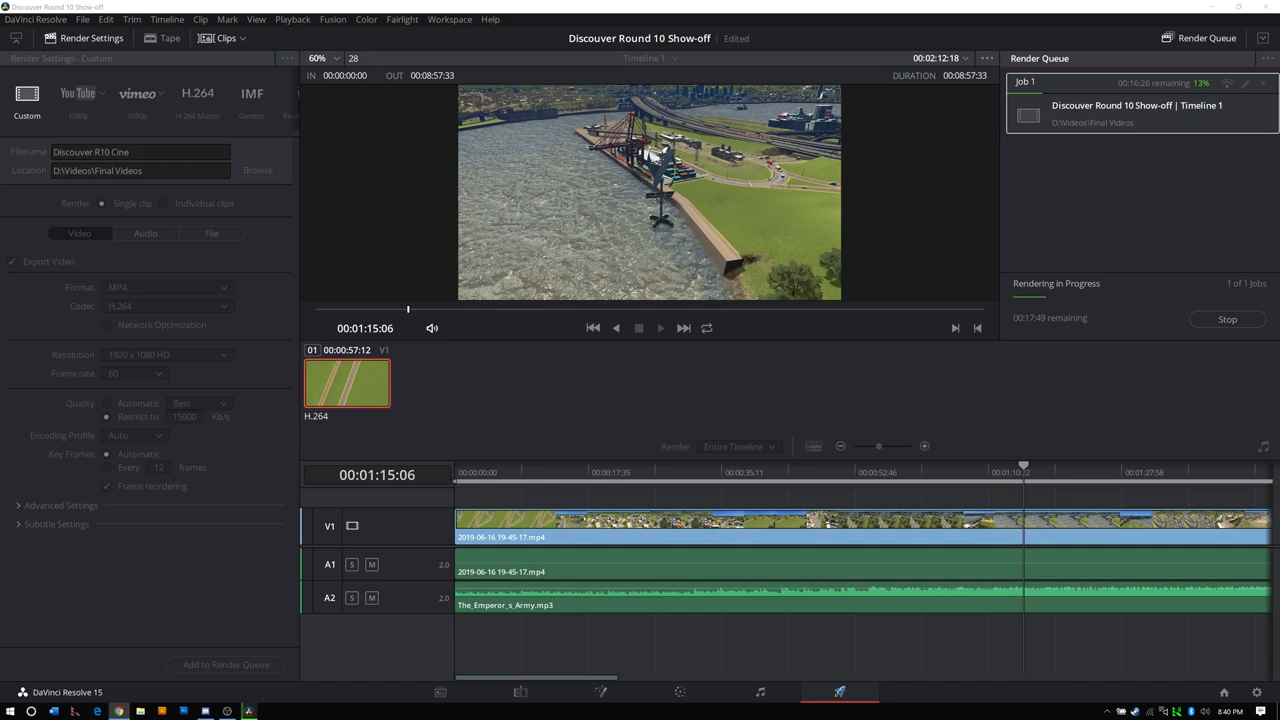 Discouver Round 10 Show-off
DaVinci Resolve File Edit Trim Timeline Clip Mark View Playback Fusion Color Fairlight Workspace Help
Render Settings Tape Clips Discouver Round 10 Show-off Edited Render Queue
Render Settings - Custom 60% 28 Timeline 1 00:02:12:18 Render Queue
IN 00:00:00:00 OUT 00:08:57:33 DURATION 00:08:57:33
Job 1 00:16:26 remaining 13%
Discouver Round 10 Show-off | Timeline 1
D:\Videos\Final Videos
YouTube vimeo H.264 IMF
Custom 1080p 1080p H.264 Master Generic
Filename Discouver R10 Cine
Location D:\Videos\Final Videos Browse
Render Single clip Individual clips
Video Audio File
Export Video
Format MP4
Codec H.264
Network Optimization
Resolution 1920 x 1080 HD
Frame rate 60
Quality Automatic Best
Restrict to 15000 Kb/s
Encoding Profile Auto
Key Frames Automatic
Every 12 frames
Frame reordering
Advanced Settings
Subtitle Settings
Add to Render Queue
Rendering in Progress 1 of 1 Jobs
00:17:49 remaining Stop
00:01:15:06
01 00:00:57:12 V1
H.264
Render Entire Timeline
00:01:15:06 00:00:00:00 00:00:17:35 00:00:35:11 00:00:52:46 00:01:10:22 00:01:27:58
V1
2019-06-16 19-45-17.mp4
A1 S M 2.0
2019-06-16 19-45-17.mp4
A2 S M 2.0
The_Emperor_s_Army.mp3
DaVinci Resolve 15
8:40 PM